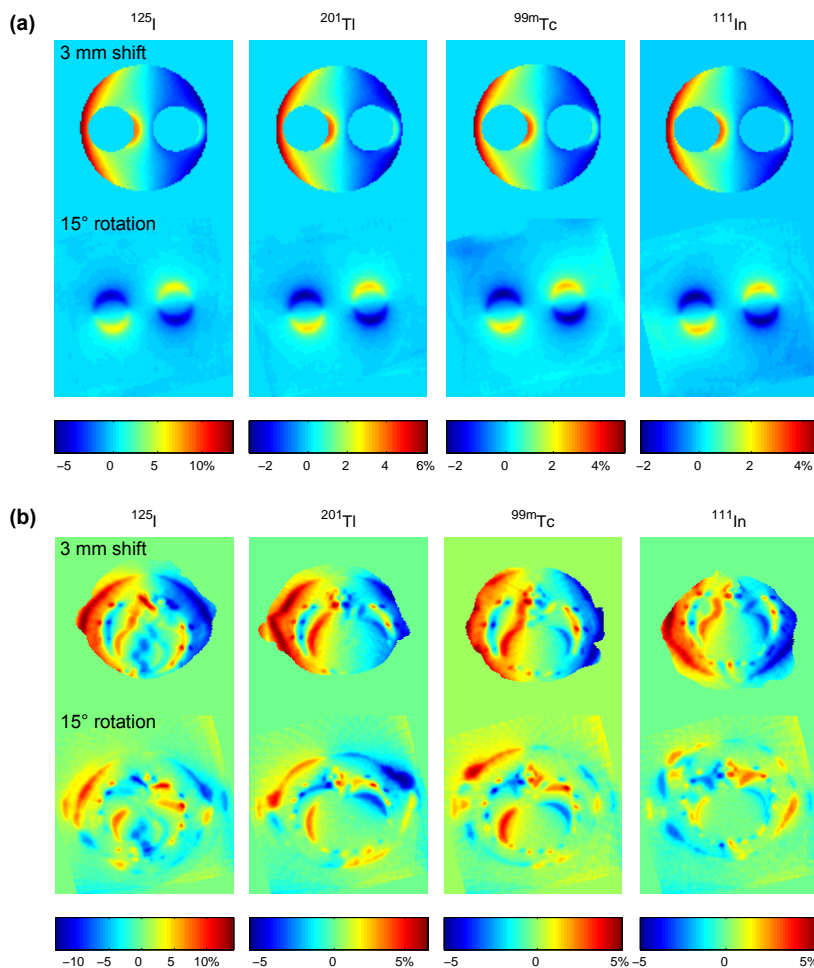 (a)
¹²⁵I ²⁰¹Tl ⁹⁹ᵐTc ¹¹¹In
3 mm shift
15° rotation
−5 0 5 10% −2 0 2 4 6% −2 0 2 4% −2 0 2 4%
(b)
¹²⁵I ²⁰¹Tl ⁹⁹ᵐTc ¹¹¹In
3 mm shift
15° rotation
−10 −5 0 5 10% −5 0 5% −5 0 5% −5 0 5%